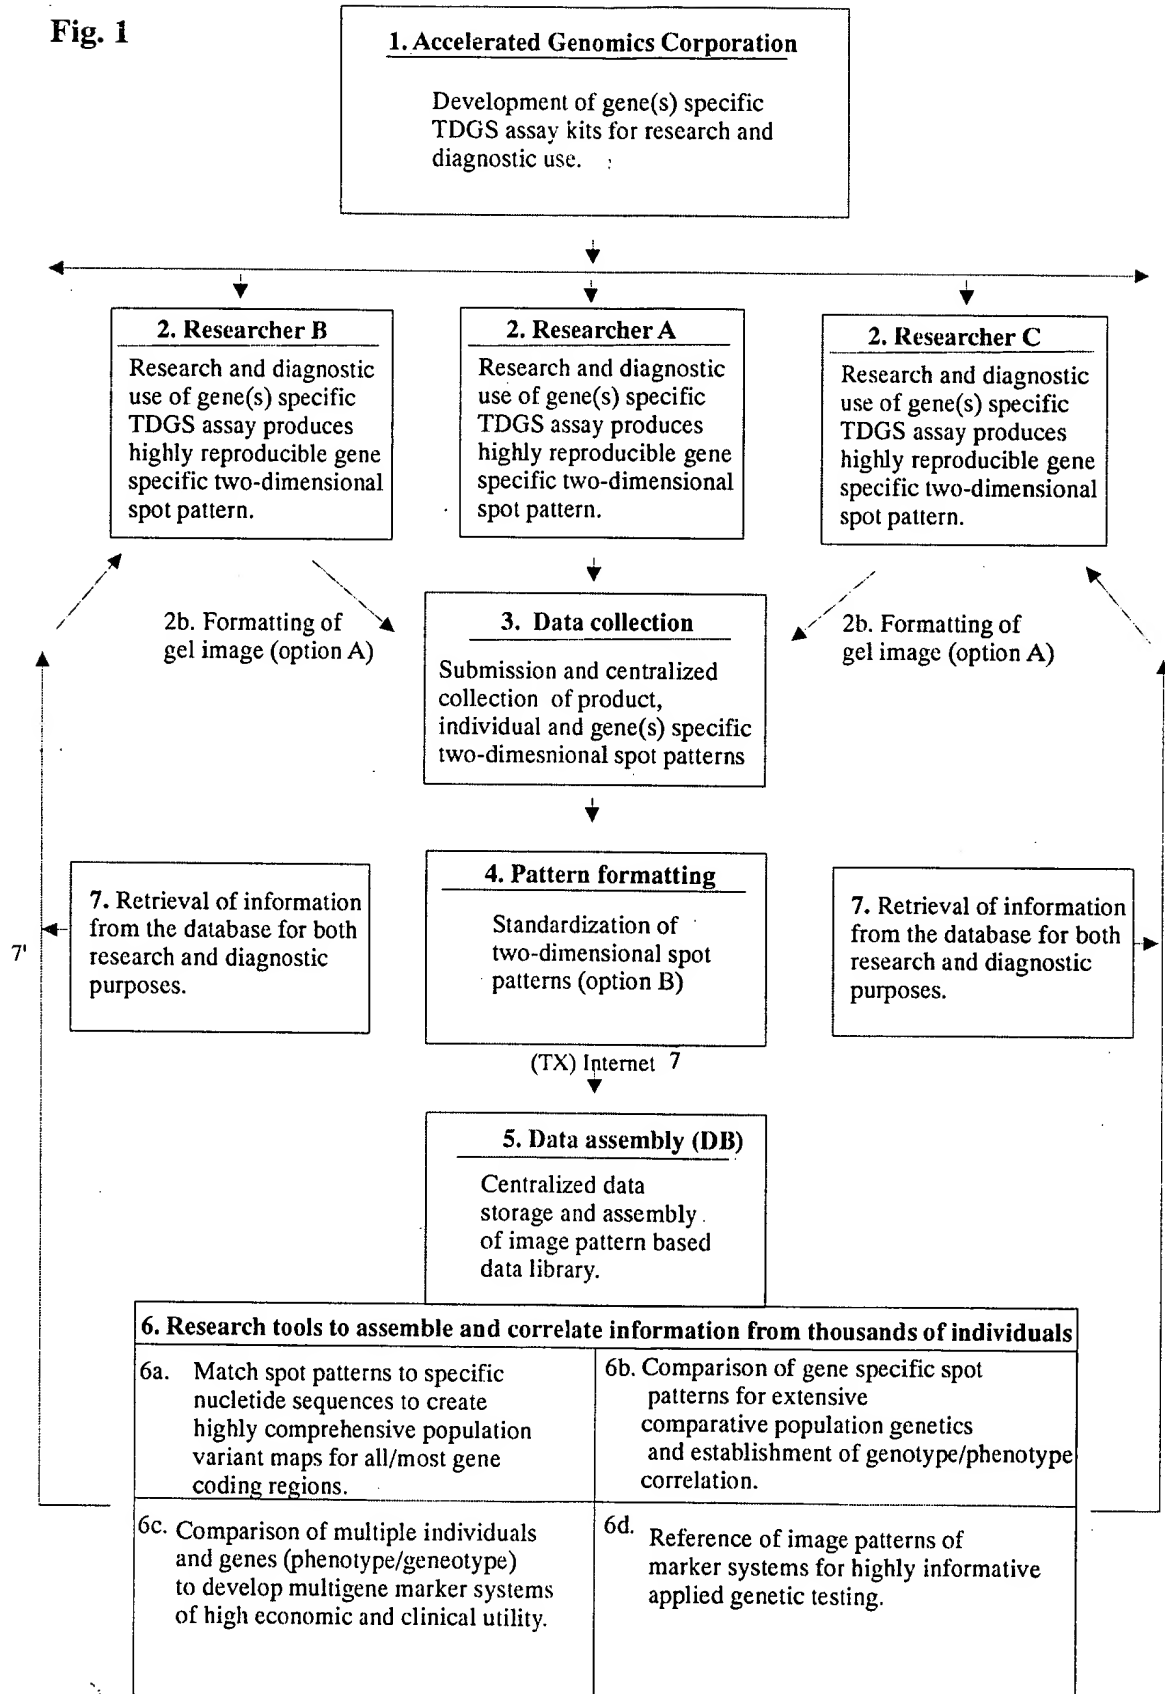 Fig. 1
1. Accelerated Genomics Corporation
Development of gene(s) specific
TDGS assay kits for research and
diagnostic use.
2. Researcher B
Research and diagnostic
use of gene(s) specific
TDGS assay produces
highly reproducible gene
specific two-dimensional
spot pattern.
2. Researcher A
Research and diagnostic
use of gene(s) specific
TDGS assay produces
highly reproducible gene
specific two-dimensional
spot pattern.
2. Researcher C
Research and diagnostic
use of gene(s) specific
TDGS assay produces
highly reproducible gene
specific two-dimensional
spot pattern.
2b. Formatting of
gel image (option A)
3. Data collection
Submission and centralized
collection of product,
individual and gene(s) specific
two-dimesnional spot patterns
2b. Formatting of
gel image (option A)
7'
7. Retrieval of information
from the database for both
research and diagnostic
purposes.
4. Pattern formatting
Standardization of
two-dimensional spot
patterns (option B)
7. Retrieval of information
from the database for both
research and diagnostic
purposes.
(TX) Internet 7
5. Data assembly (DB)
Centralized data
storage and assembly
of image pattern based
data library.
6. Research tools to assemble and correlate information from thousands of individuals
6a. Match spot patterns to specific
nucletide sequences to create
highly comprehensive population
variant maps for all/most gene
coding regions.
6b. Comparison of gene specific spot
patterns for extensive
comparative population genetics
and establishment of genotype/phenotype
correlation.
6c. Comparison of multiple individuals
and genes (phenotype/geneotype)
to develop multigene marker systems
of high economic and clinical utility.
6d. Reference of image patterns of
marker systems for highly informative
applied genetic testing.